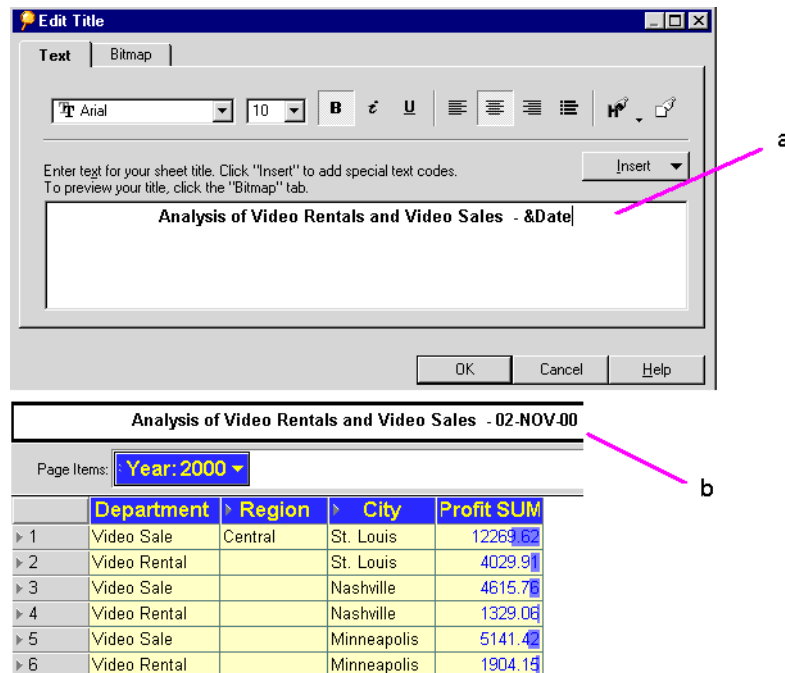 Edit Title
Text Bitmap
Arial 10 B i U
Enter text for your sheet title. Click "Insert" to add special text codes.
To preview your title, click the "Bitmap" tab.
Insert
a
Analysis of Video Rentals and Video Sales - &Date
OK Cancel Help
Analysis of Video Rentals and Video Sales - 02-NOV-00
b
Page Items: Year: 2000
Department Region City Profit SUM
1 Video Sale Central St. Louis 12269.62
2 Video Rental St. Louis 4029.91
3 Video Sale Nashville 4615.76
4 Video Rental Nashville 1329.06
5 Video Sale Minneapolis 5141.42
6 Video Rental Minneapolis 1904.15